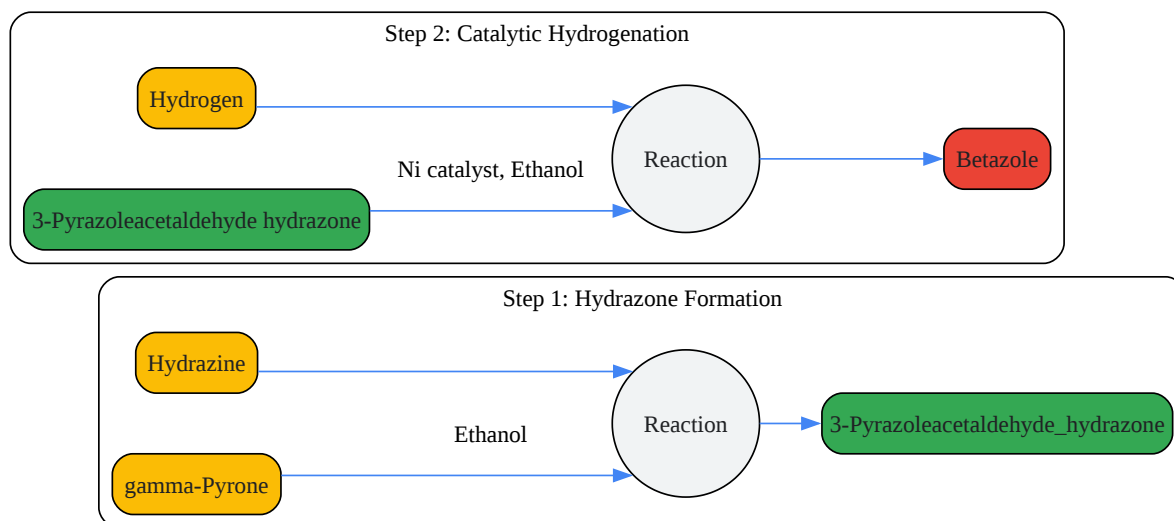 Step 2: Catalytic Hydrogenation
Hydrogen
Reaction
Betazole
Ni catalyst, Ethanol
3-Pyrazoleacetaldehyde hydrazone
Step 1: Hydrazone Formation
Hydrazine
Reaction
3-Pyrazoleacetaldehyde_hydrazone
Ethanol
gamma-Pyrone